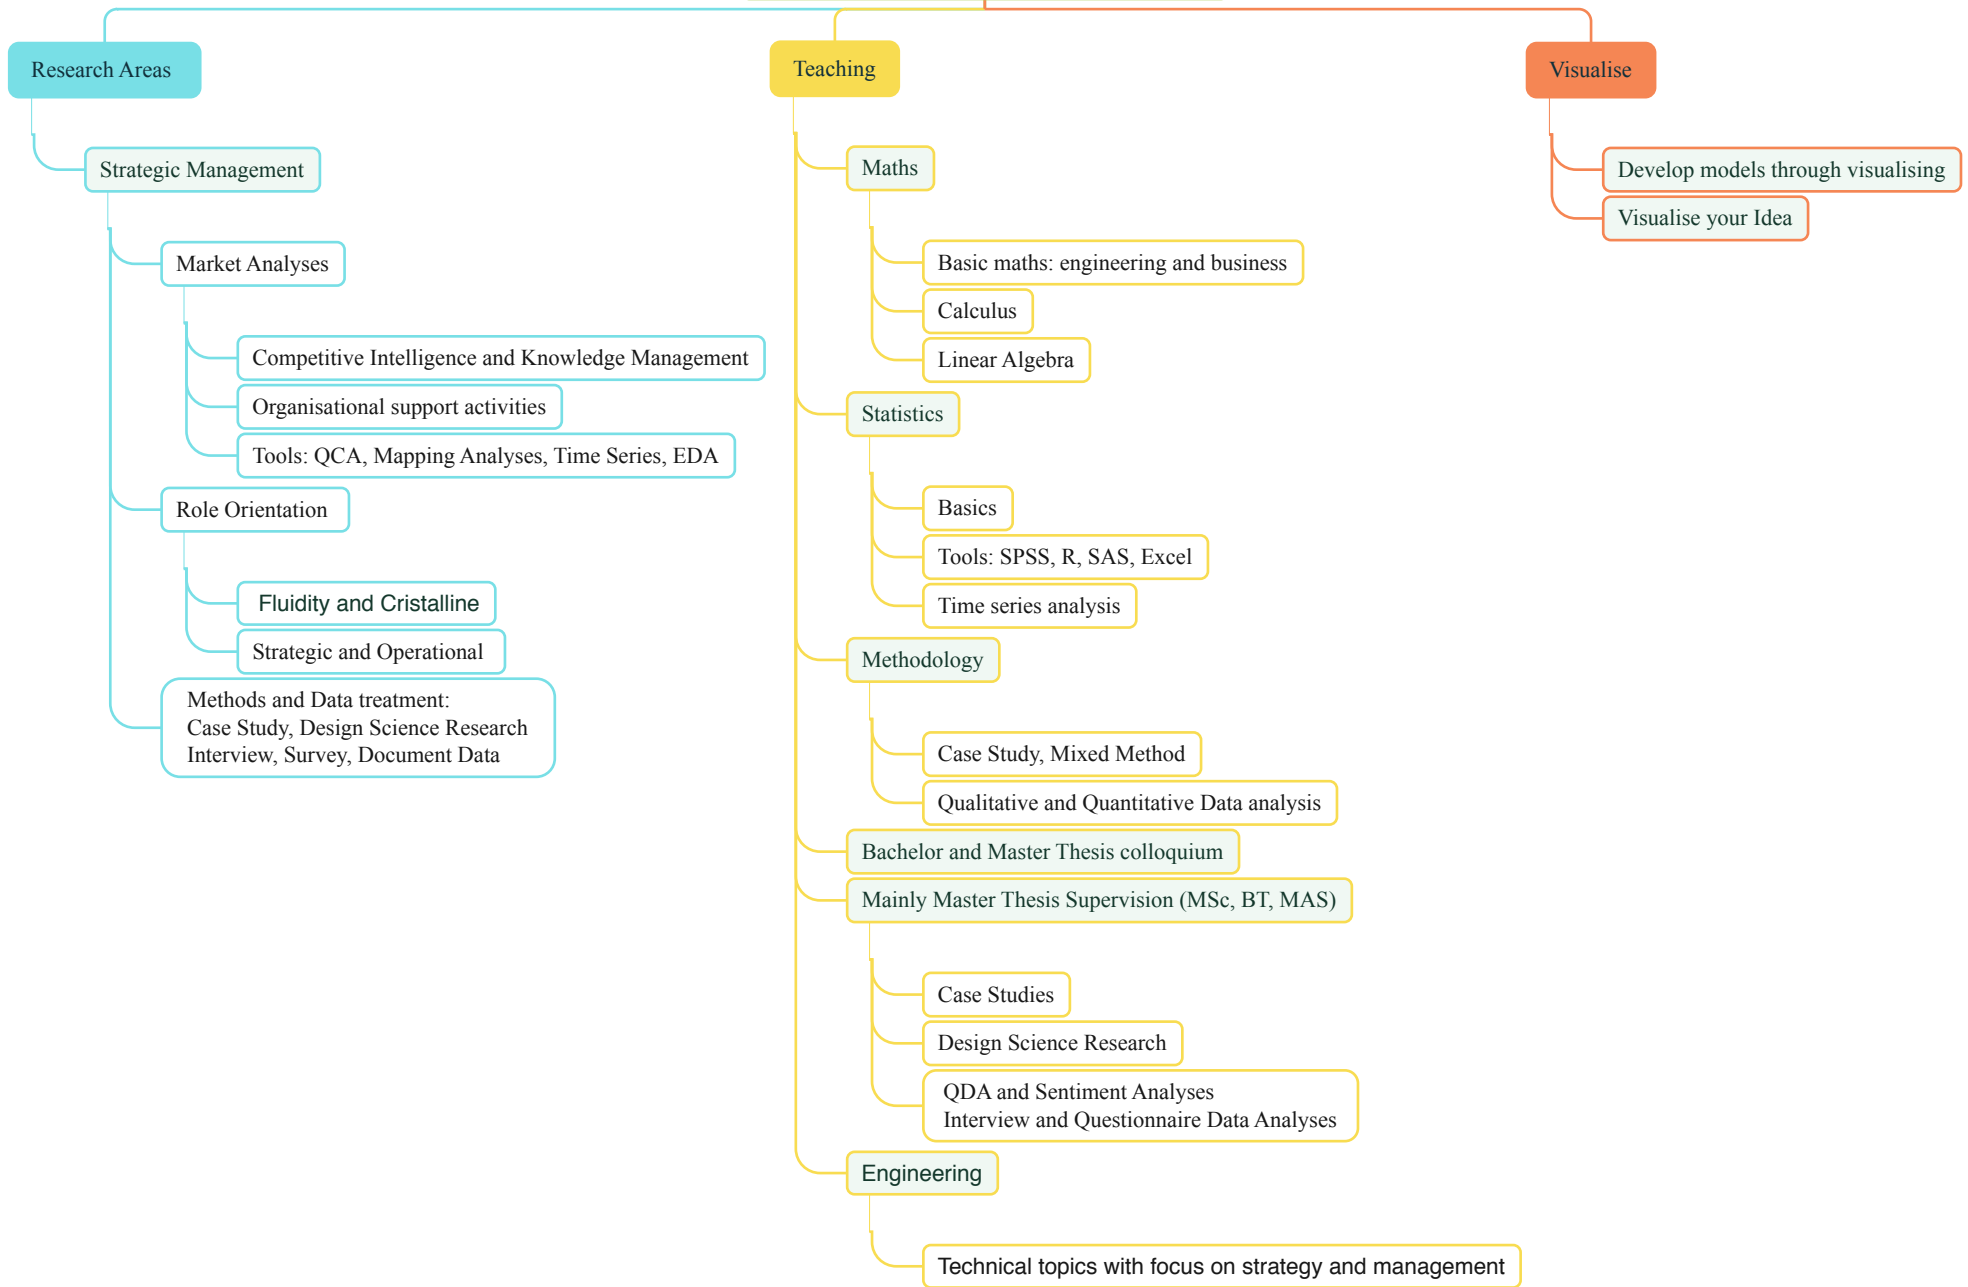 Research Areas
Strategic Management
Market Analyses
Competitive Intelligence and Knowledge Management
Organisational support activities
Tools: QCA, Mapping Analyses, Time Series, EDA
Role Orientation
Fluidity and Cristalline
Strategic and Operational
Methods and Data treatment:
Case Study, Design Science Research
Interview, Survey, Document Data
Teaching
Maths
Basic maths: engineering and business
Calculus
Linear Algebra
Statistics
Basics
Tools: SPSS, R, SAS, Excel
Time series analysis
Methodology
Case Study, Mixed Method
Qualitative and Quantitative Data analysis
Bachelor and Master Thesis colloquium
Mainly Master Thesis Supervision (MSc, BT, MAS)
Case Studies
Design Science Research
QDA and Sentiment Analyses
Interview and Questionnaire Data Analyses
Engineering
Technical topics with focus on strategy and management
Visualise
Develop models through visualising
Visualise your Idea